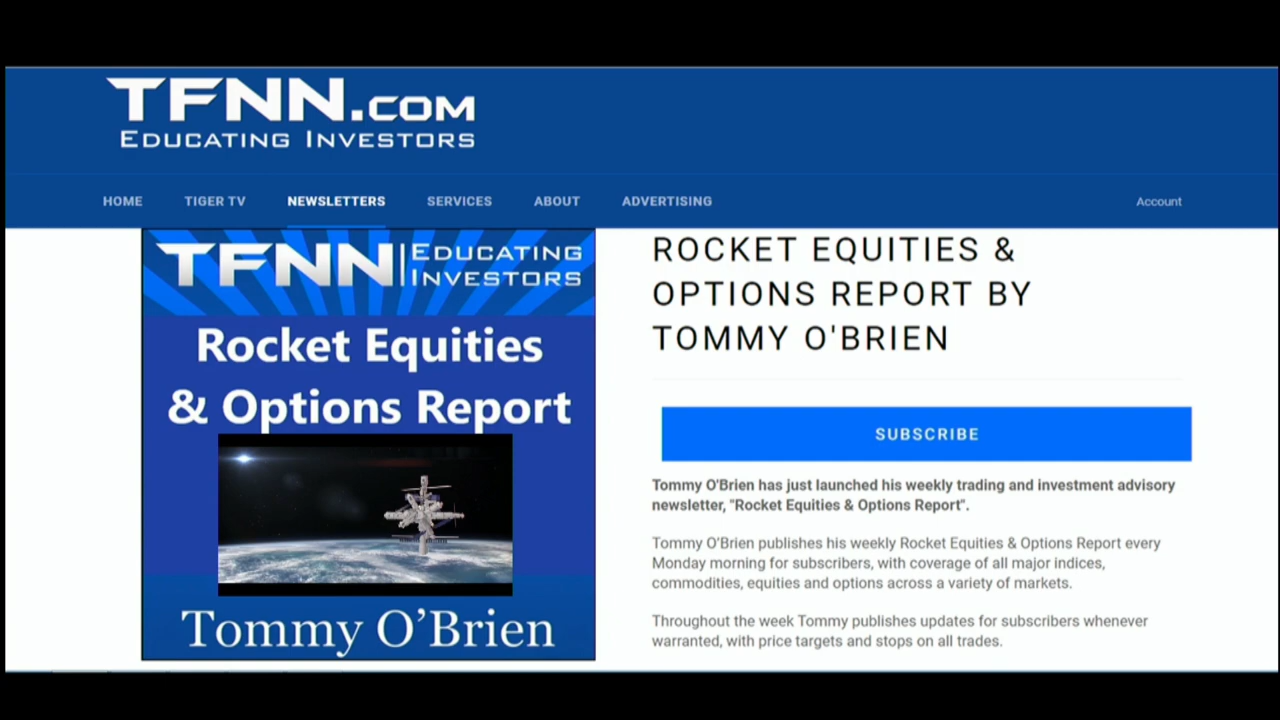 TFNN.COM
EDUCATING INVESTORS
HOME TIGER TV NEWSLETTERS SERVICES ABOUT ADVERTISING Account
TFNN EDUCATING
INVESTORS
Rocket Equities
& Options Report
Tommy O’Brien
ROCKET EQUITIES &
OPTIONS REPORT BY
TOMMY O'BRIEN
SUBSCRIBE
Tommy O'Brien has just launched his weekly trading and investment advisory
newsletter, "Rocket Equities & Options Report".
Tommy O’Brien publishes his weekly Rocket Equities & Options Report every
Monday morning for subscribers, with coverage of all major indices,
commodities, equities and options across a variety of markets.
Throughout the week Tommy publishes updates for subscribers whenever
warranted, with price targets and stops on all trades.